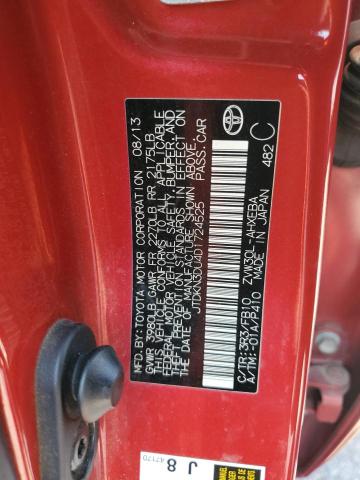 MFD. BY: TOYOTA MOTOR CORPORATION 08/13
GVWR 3980LB GAWR FR 2270LB RR 2175LB
THIS VEHICLE CONFORMS TO ALL APPLICABLE
FEDERAL MOTOR VEHICLE SAFETY, BUMPER, AND
THEFT PREVENTION STANDARDS IN EFFECT ON
THE DATE OF MANUFACTURE SHOWN ABOVE.
JTDKN3DU4D1724525 PASS.CAR
C/TR:3R3/FB10 ZVW30L-AHXEBA
A/TM:-01A/P410 MADE IN JAPAN 482 C
J 8 47170